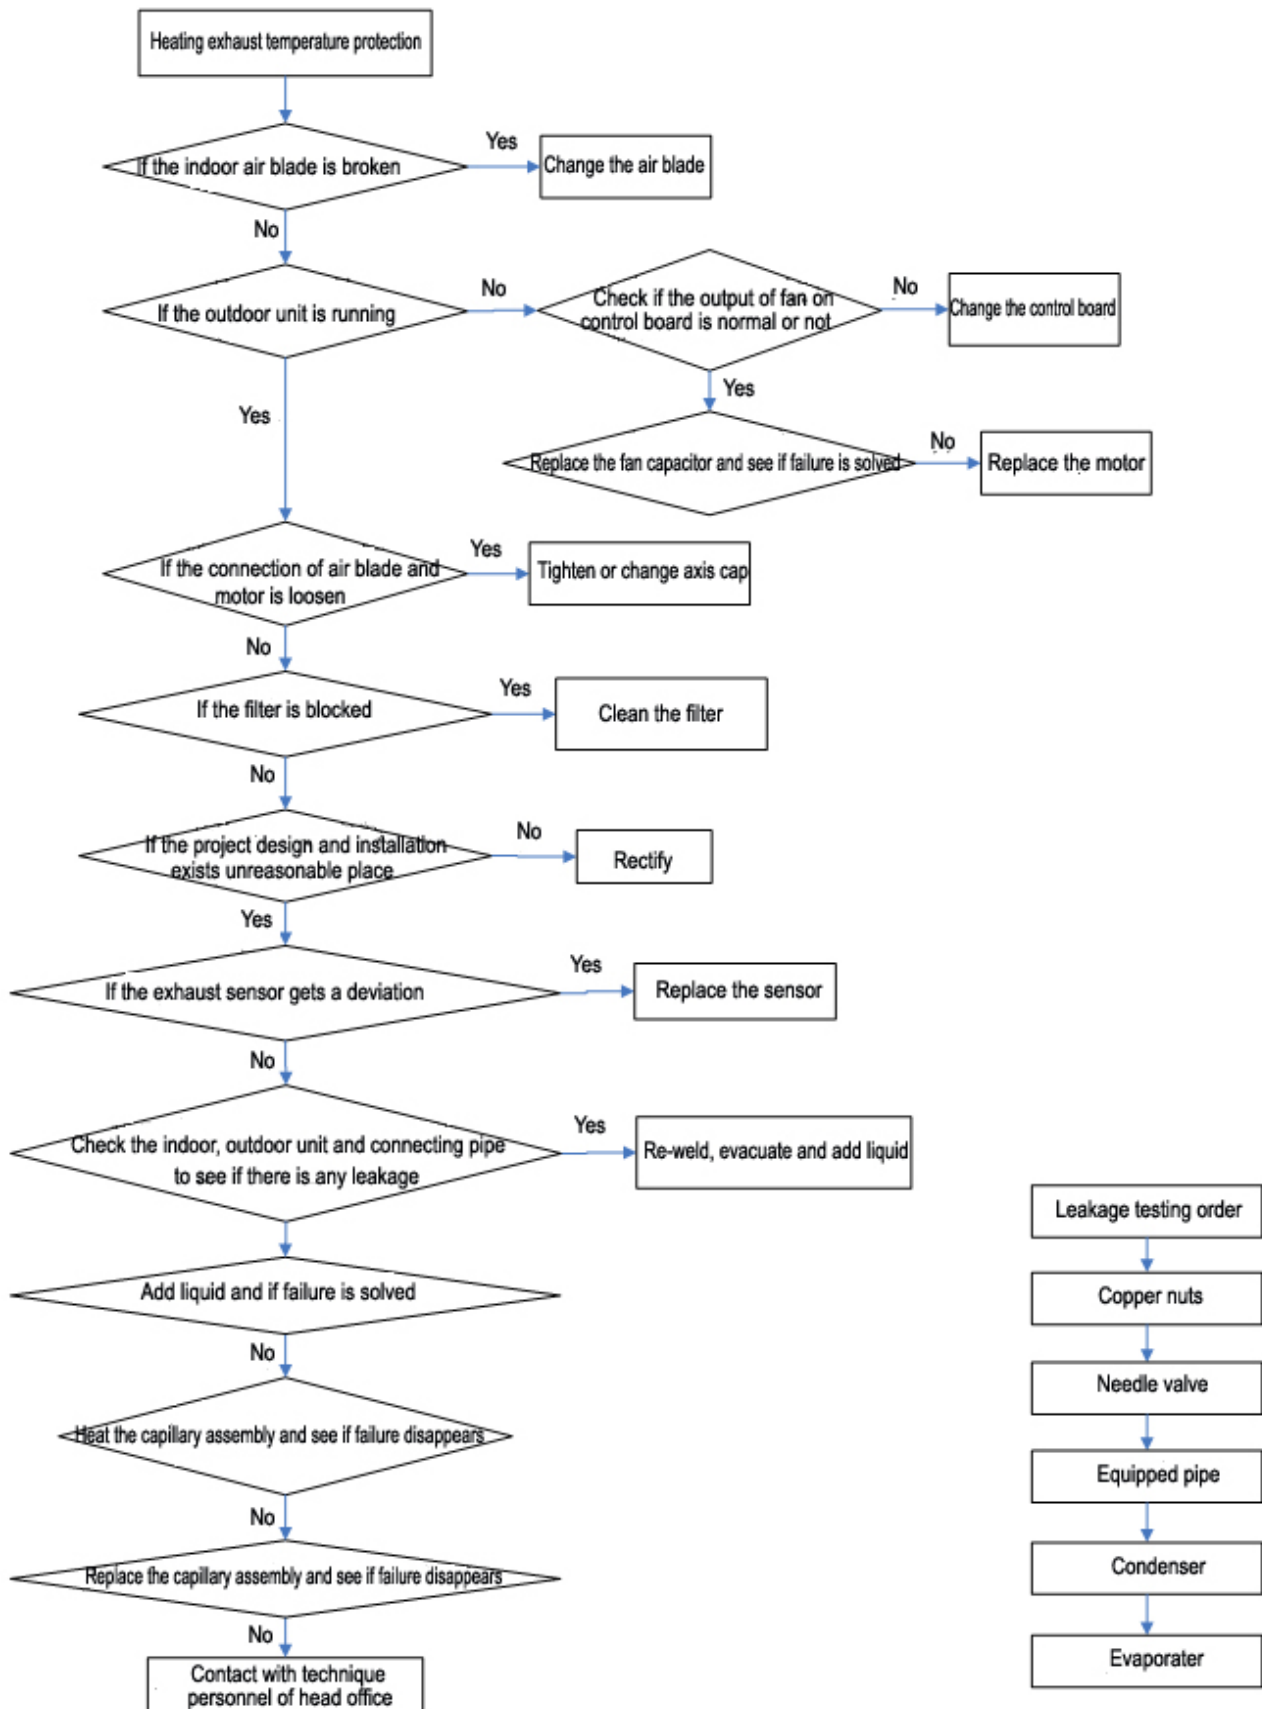 Heating exhaust temperature protection
If the indoor air blade is broken
Yes
Change the air blade
No
If the outdoor unit is running
No
Check if the output of fan on
control board is normal or not
No
Change the control board
Yes
Yes
Replace the fan capacitor and see if failure is solved
No
Replace the motor
If the connection of air blade and
motor is loosen
Yes
Tighten or change axis cap
No
If the filter is blocked
Yes
Clean the filter
No
If the project design and installation
exists unreasonable place
No
Rectify
Yes
If the exhaust sensor gets a deviation
Yes
Replace the sensor
No
Check the indoor, outdoor unit and connecting pipe
to see if there is any leakage
Yes
Re-weld, evacuate and add liquid
Add liquid and if failure is solved
No
Heat the capillary assembly and see if failure disappears
No
Replace the capillary assembly and see if failure disappears
No
Contact with technique
personnel of head office
Leakage testing order
Copper nuts
Needle valve
Equipped pipe
Condenser
Evaporater